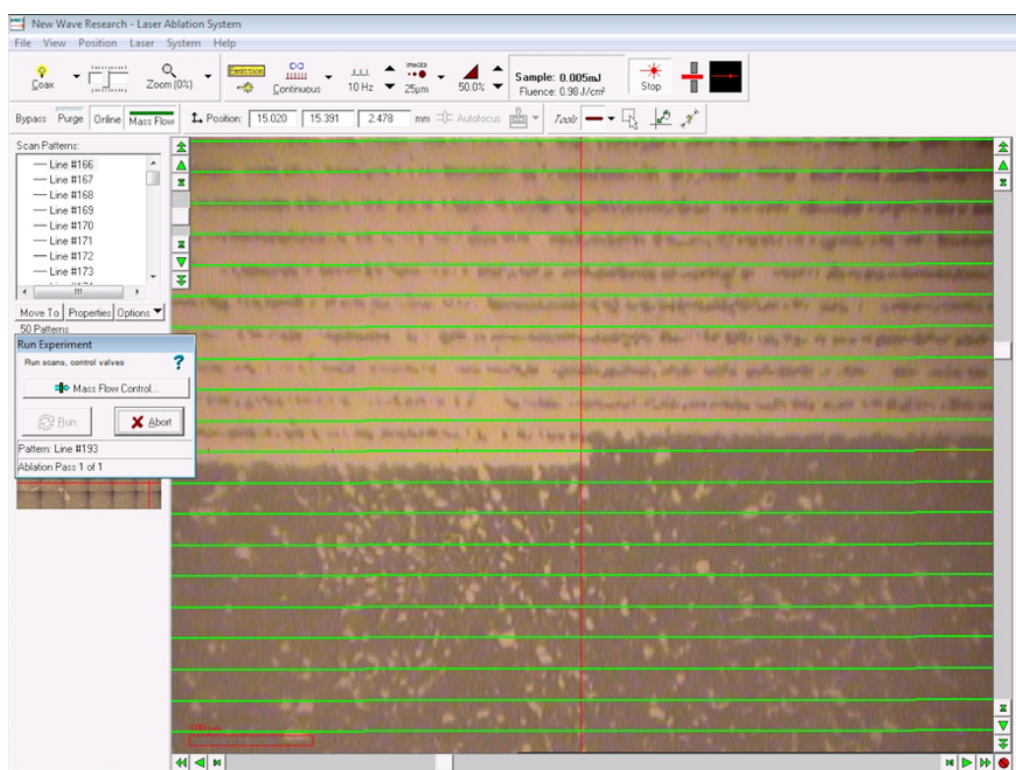 New Wave Research - Laser Ablation System
File View Position Laser System Help
Coax
Zoom (0%)
Emission
Continuous
10 Hz
IMAGED
25µm
50.0%
Sample: 0.005mJ
Fluence: 0.98 J/cm²
Stop
Bypass Purge Online Mass Flow
Position: 15.020 15.391 2.478 mm Autofocus Tools
Scan Patterns:
Line #166
Line #167
Line #168
Line #169
Line #170
Line #171
Line #172
Line #173
Move To Properties Options
50 Patterns
Run Experiment
Run scans, control valves ?
Mass Flow Control...
Run Abort
Pattern: Line #193
Ablation Pass 1 of 1
100 µm